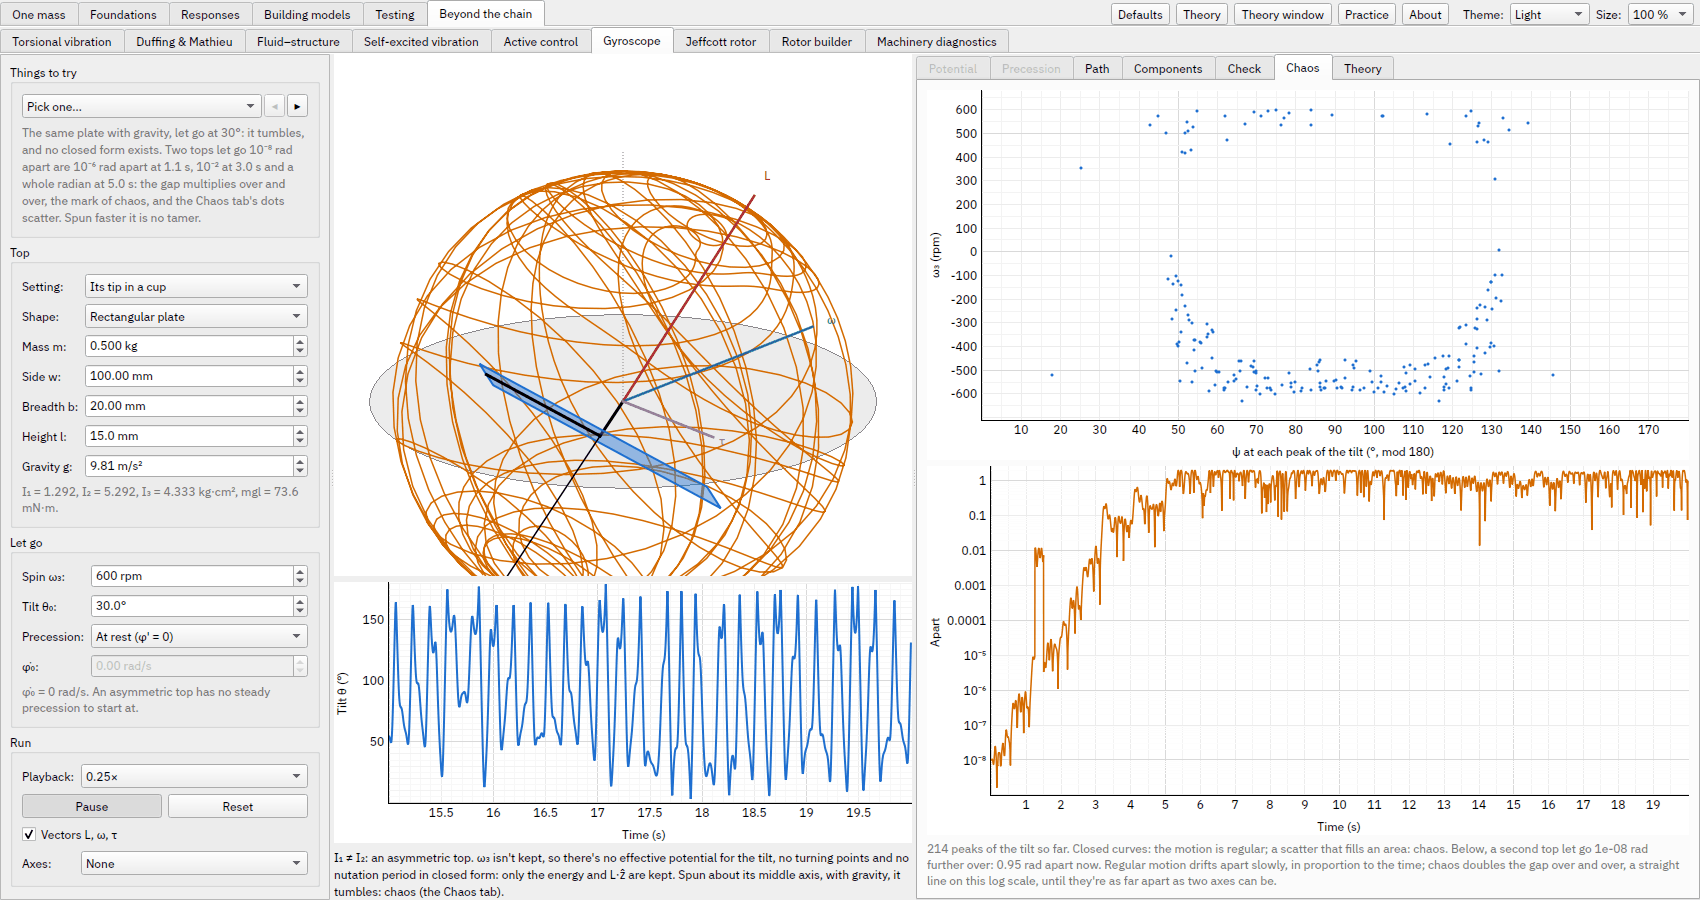 One mass Foundations Responses Building models Testing Beyond the chain Defaults Theory Theory window Practice About Theme: Light Size: 100 %
Torsional vibration Duffing & Mathieu Fluid–structure Self-excited vibration Active control Gyroscope Jeffcott rotor Rotor builder Machinery diagnostics
Things to try
Pick one...
The same plate with gravity, let go at 30°: it tumbles,
and no closed form exists. Two tops let go 10⁻⁸ rad
apart are 10⁻⁶ rad apart at 1.1 s, 10⁻² at 3.0 s and a
whole radian at 5.0 s: the gap multiplies over and
over, the mark of chaos, and the Chaos tab's dots
scatter. Spun faster it is no tamer.
Top
Setting: Its tip in a cup
Shape: Rectangular plate
Mass m: 0.500 kg
Side w: 100.00 mm
Breadth b: 20.00 mm
Height l: 15.0 mm
Gravity g: 9.81 m/s²
I₁ = 1.292, I₂ = 5.292, I₃ = 4.333 kg·cm², mgl = 73.6
mN·m.
Let go
Spin ω₃: 600 rpm
Tilt θ₀: 30.0°
Precession: At rest (φ' = 0)
φ'₀: 0.00 rad/s
φ'₀ = 0 rad/s. An asymmetric top has no steady
precession to start at.
Run
Playback: 0.25×
Pause Reset
Vectors L, ω, τ
Axes: None
L
ω
τ
150
100
50
Tilt θ (°)
15.5 16 16.5 17 17.5 18 18.5 19 19.5
Time (s)
I₁ ≠ I₂: an asymmetric top. ω₃ isn't kept, so there's no effective potential for the tilt, no turning points and no
nutation period in closed form: only the energy and L·ẑ are kept. Spun about its middle axis, with gravity, it
tumbles: chaos (the Chaos tab).
Potential Precession Path Components Check Chaos Theory
600
500
400
300
200
100
0
-100
-200
-300
-400
-500
-600
ω₃ (rpm)
10 20 30 40 50 60 70 80 90 100 110 120 130 140 150 160 170
ψ at each peak of the tilt (°, mod 180)
1
0.1
0.01
0.001
0.0001
10⁻⁵
10⁻⁶
10⁻⁷
10⁻⁸
Apart
1 2 3 4 5 6 7 8 9 10 11 12 13 14 15 16 17 18 19
Time (s)
214 peaks of the tilt so far. Closed curves: the motion is regular; a scatter that fills an area: chaos. Below, a second top let go 1e-08 rad
further over: 0.95 rad apart now. Regular motion drifts apart slowly, in proportion to the time; chaos doubles the gap over and over, a straight
line on this log scale, until they're as far apart as two axes can be.